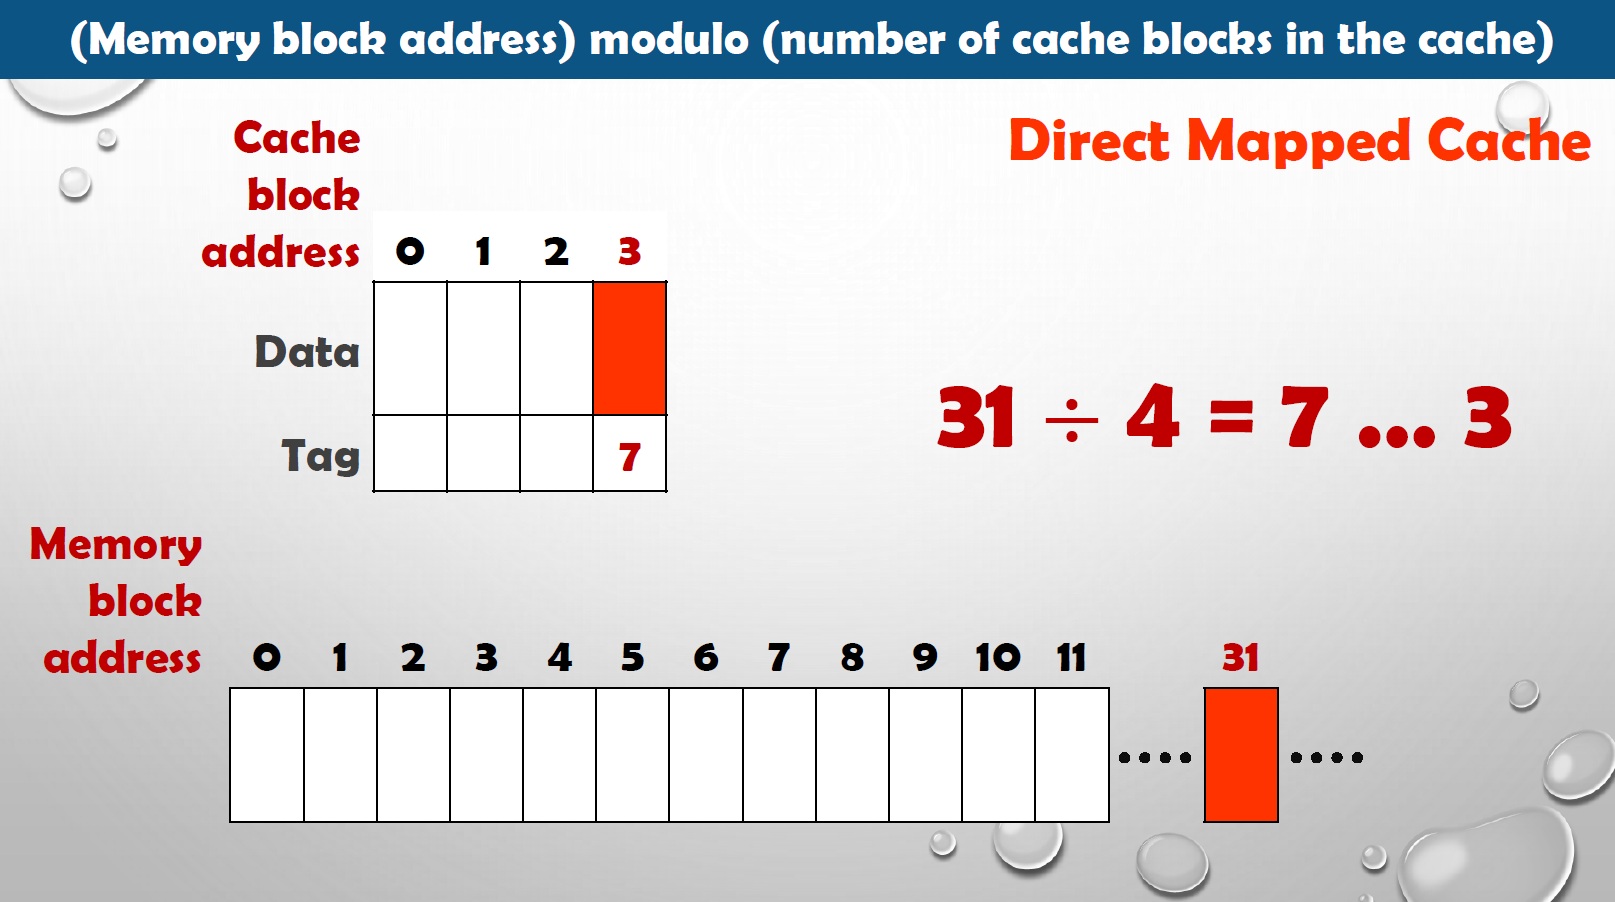 (Memory block address) modulo (number of cache blocks in the cache)
Direct Mapped Cache
Cache
block
address
0 1 2 3
Data
Tag
7
31 ÷ 4 = 7 ... 3
Memory
block
address
0 1 2 3 4 5 6 7 8 9 10 11 31
•••• ••••